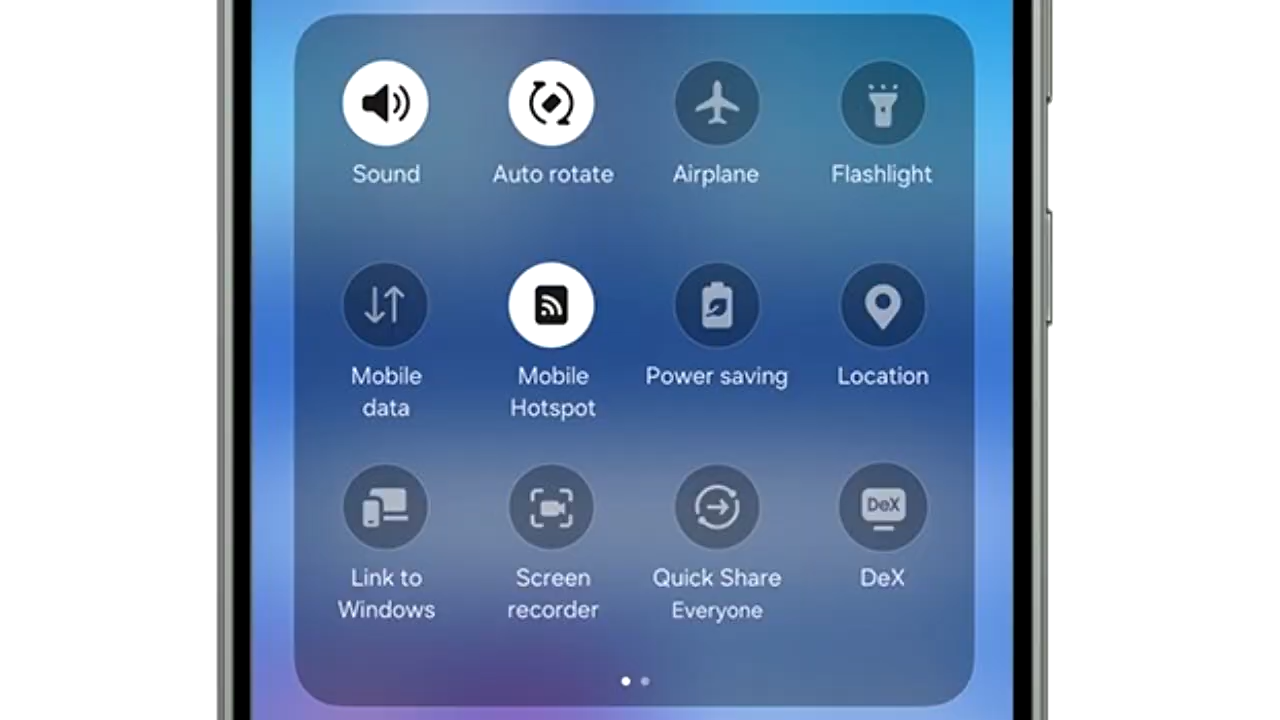 Sound
Auto rotate
Airplane
Flashlight
Mobile
data
Mobile
Hotspot
Power saving
Location
Link to
Windows
Screen
recorder
Quick Share
Everyone
DeX
DeX